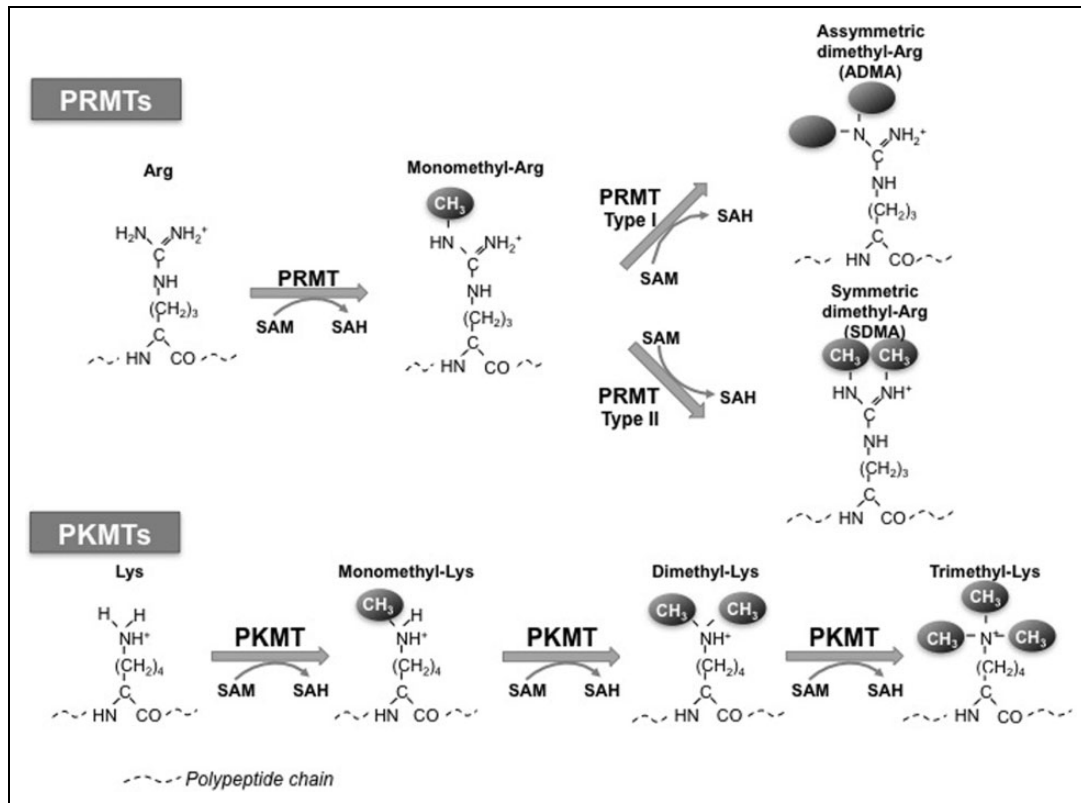 PRMTs
Arg
H₂N
NH₂⁺
C
NH
(CH₂)₃
C
HN
CO
PRMT
SAM
SAH
Monomethyl-Arg
CH₃
HN
NH₂⁺
C
NH
(CH₂)₃
C
HN
CO
PRMT
Type I
SAM
SAH
Assymmetric
dimethyl-Arg
(ADMA)
N
NH₂⁺
C
NH
(CH₂)₃
C
HN
CO
PRMT
Type II
SAM
SAH
Symmetric
dimethyl-Arg
(SDMA)
CH₃
CH₃
HN
NH⁺
C
NH
(CH₂)₃
C
HN
CO
PKMTs
Lys
H
H
NH⁺
(CH₂)₄
C
HN
CO
PKMT
SAM
SAH
Monomethyl-Lys
CH₃
H
NH⁺
(CH₂)₄
C
HN
CO
PKMT
SAM
SAH
Dimethyl-Lys
CH₃
CH₃
NH⁺
(CH₂)₄
C
HN
CO
PKMT
SAM
SAH
Trimethyl-Lys
CH₃
CH₃
N⁺
CH₃
(CH₂)₄
C
HN
CO
Polypeptide chain